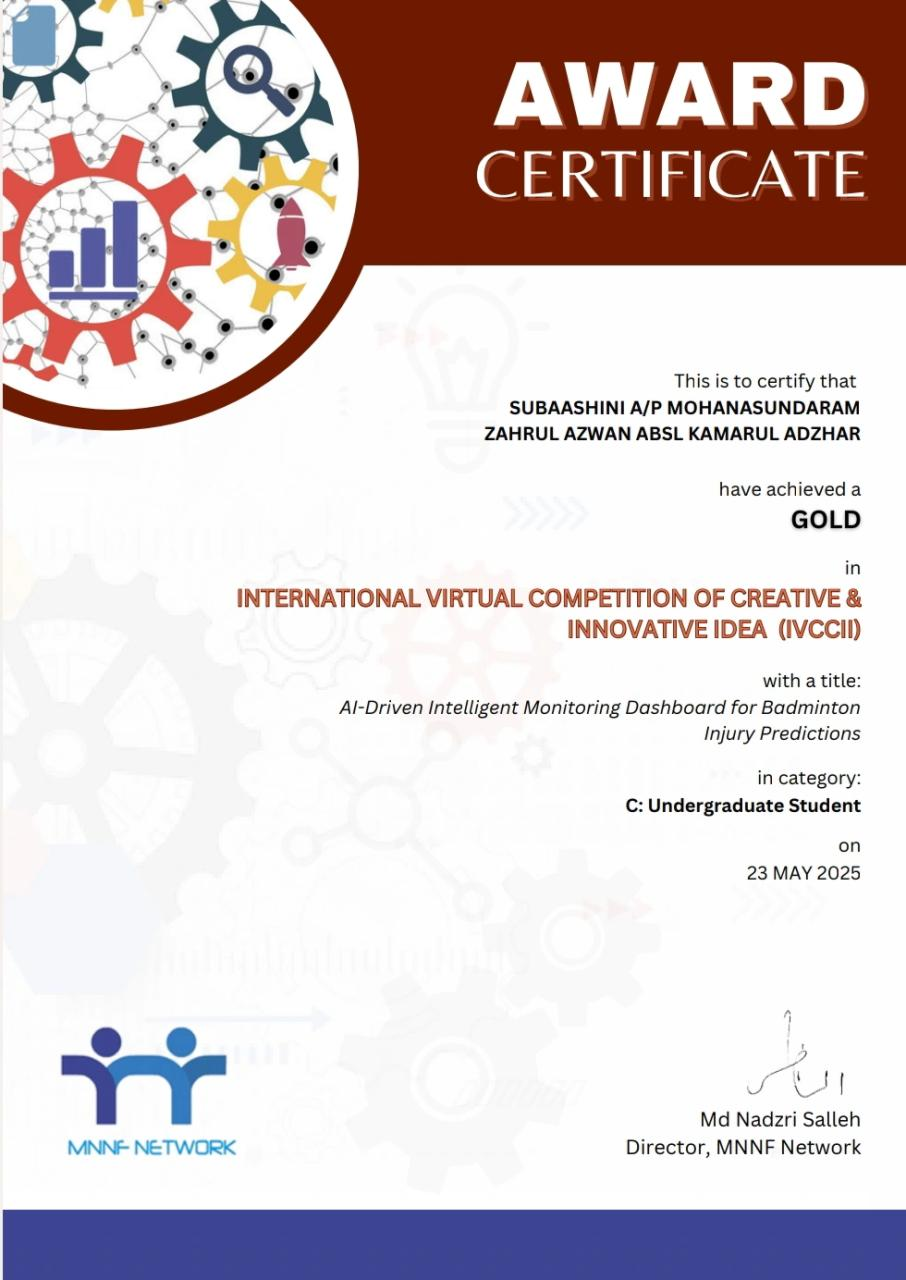 AWARD
CERTIFICATE
This is to certify that
SUBAASHINI A/P MOHANASUNDARAM
ZAHRUL AZWAN ABSL KAMARUL ADZHAR
have achieved a
GOLD
in
INTERNATIONAL VIRTUAL COMPETITION OF CREATIVE &
INNOVATIVE IDEA (IVCCII)
with a title:
AI-Driven Intelligent Monitoring Dashboard for Badminton
Injury Predictions
in category:
C: Undergraduate Student
on
23 MAY 2025
Md Nadzri Salleh
Director, MNNF Network
MNNF NETWORK